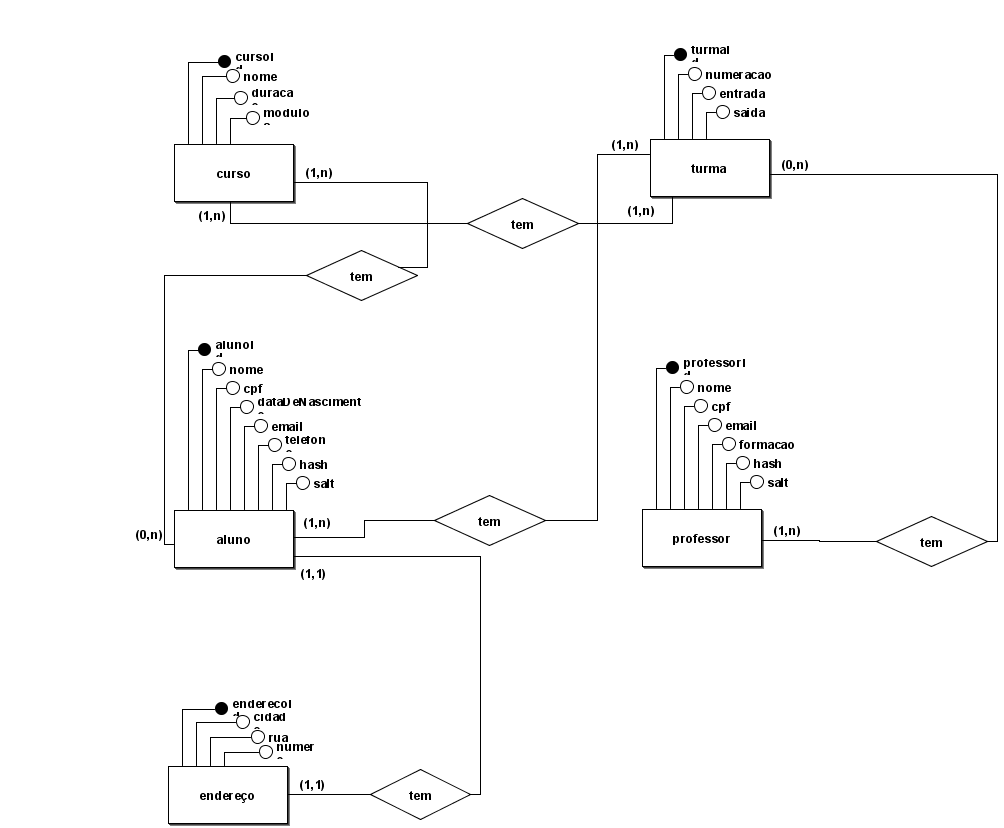 cursoId
nome
duracao
modulo
curso
(1,n)
(1,n)
turmaId
numeracao
entrada
saida
turma
(1,n)
(0,n)
(1,n)
tem
tem
alunoId
nome
cpf
dataDeNascimento
email
telefone
hash
salt
aluno
(0,n)
(1,n)
(1,1)
tem
professorId
nome
cpf
email
formacao
hash
salt
professor
(1,n)
tem
enderecoId
cidade
rua
numero
endereço
(1,1)
tem